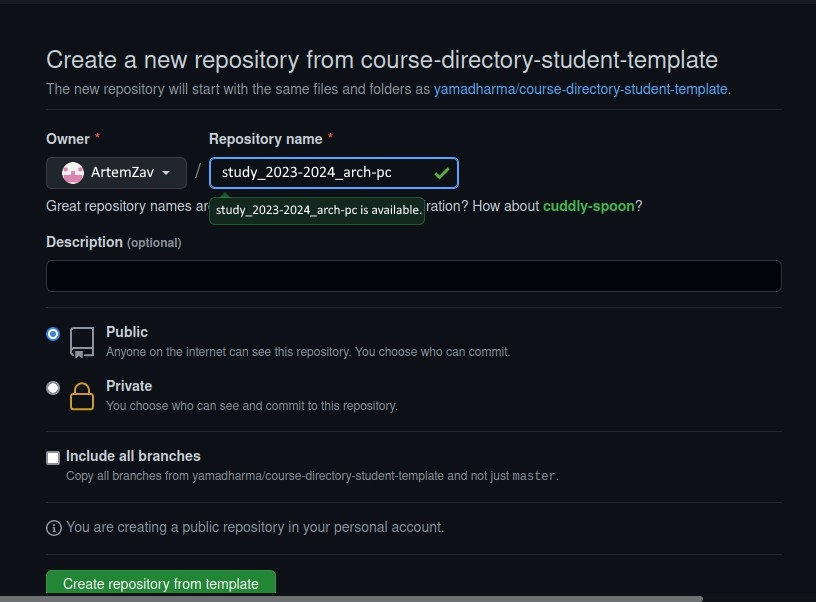 Create a new repository from course-directory-student-template
The new repository will start with the same files and folders as yamadharma/course-directory-student-template.
Owner * Repository name *
ArtemZav / study_2023-2024_arch-pc
Great repository names ration? How about cuddly-spoon?
study_2023-2024_arch-pc is available.
Description (optional)
Public
Anyone on the internet can see this repository. You choose who can commit.
Private
You choose who can see and commit to this repository.
Include all branches
Copy all branches from yamadharma/course-directory-student-template and not just master.
You are creating a public repository in your personal account.
Create repository from template